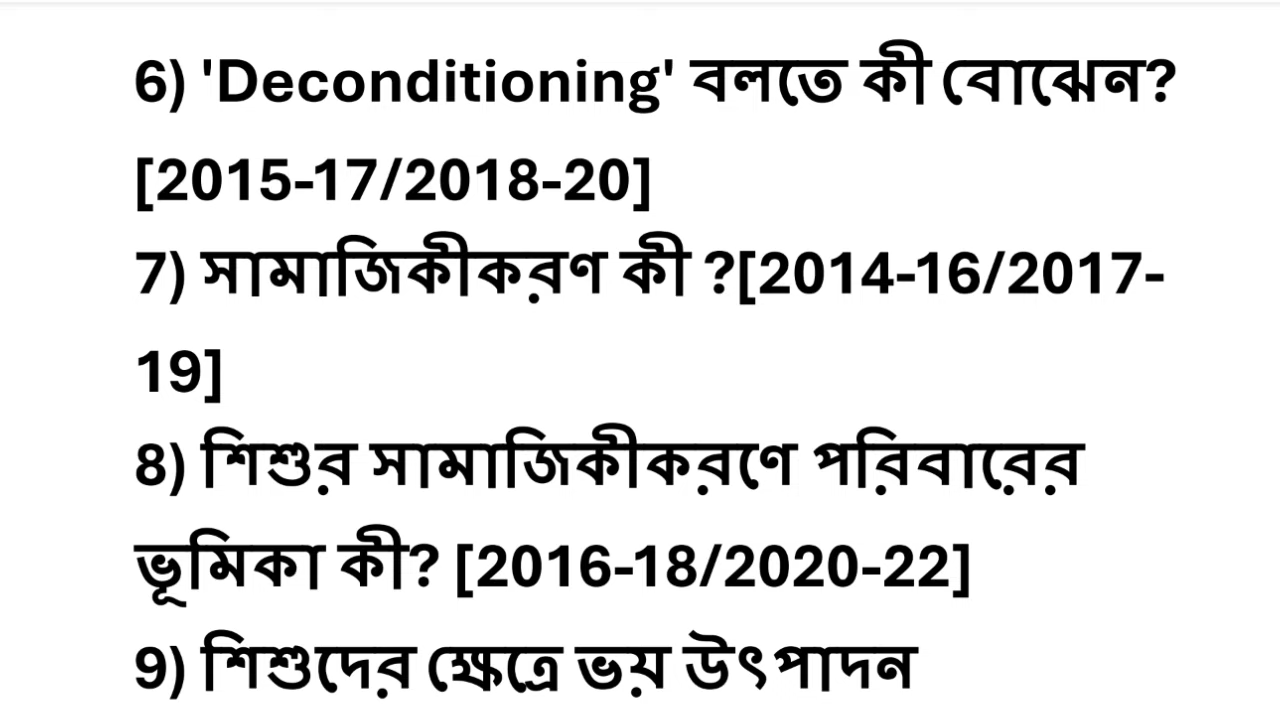 6) 'Deconditioning' বলতে কী বোঝেন?
[2015-17/2018-20]
7) সামাজিকীকরণ কী ?[2014-16/2017-
19]
8) শিশুর সামাজিকীকরণে পরিবারের
ভূমিকা কী? [2016-18/2020-22]
9) শিশুদের ক্ষেত্রে ভয় উৎপাদন